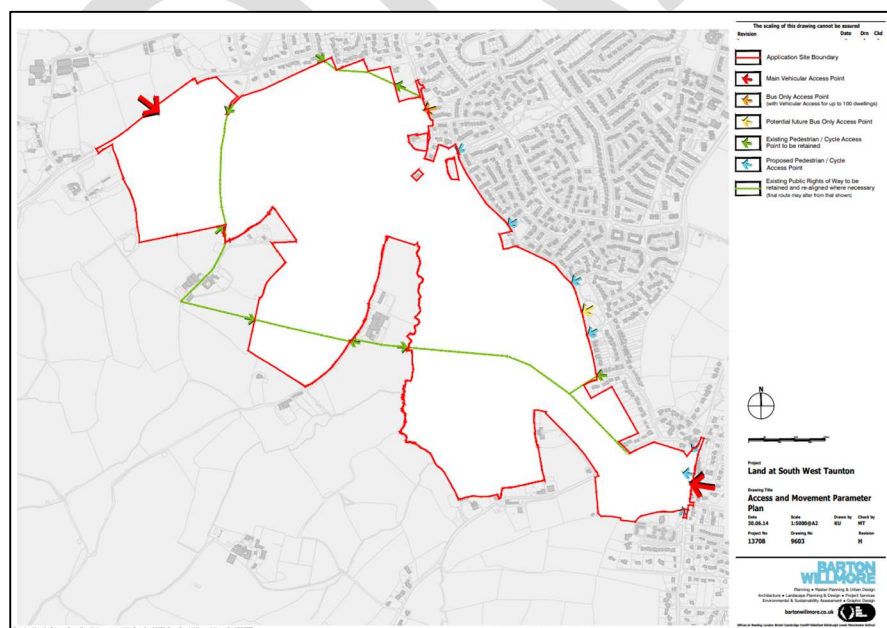 The scaling of this drawing cannot be assured
Revision Date Drn Ckd
- - - -
Application Site Boundary
Main Vehicular Access Point
Bus Only Access Point
(with Vehicular Access for up to 100 dwellings)
Potential future Bus Only Access Point
Existing Pedestrian / Cycle Access
Point to be retained
Proposed Pedestrian / Cycle
Access Point
Existing Public Rights of Way to be
retained and re-aligned where necessary
(final route may alter from that shown)
N
Project
Land at South West Taunton
Drawing Title
Access and Movement Parameter
Plan
Date Scale Drawn by Check by
30.06.14 1:5000@A2 KU MT
Project No Drawing No Revision
13708 9603 H
BARTON
WILLMORE
Planning ● Master Planning & Urban Design
Architecture ● Landscape Planning & Design ● Project Services
Environmental & Sustainability Assessment ● Graphic Design
bartonwillmore.co.uk